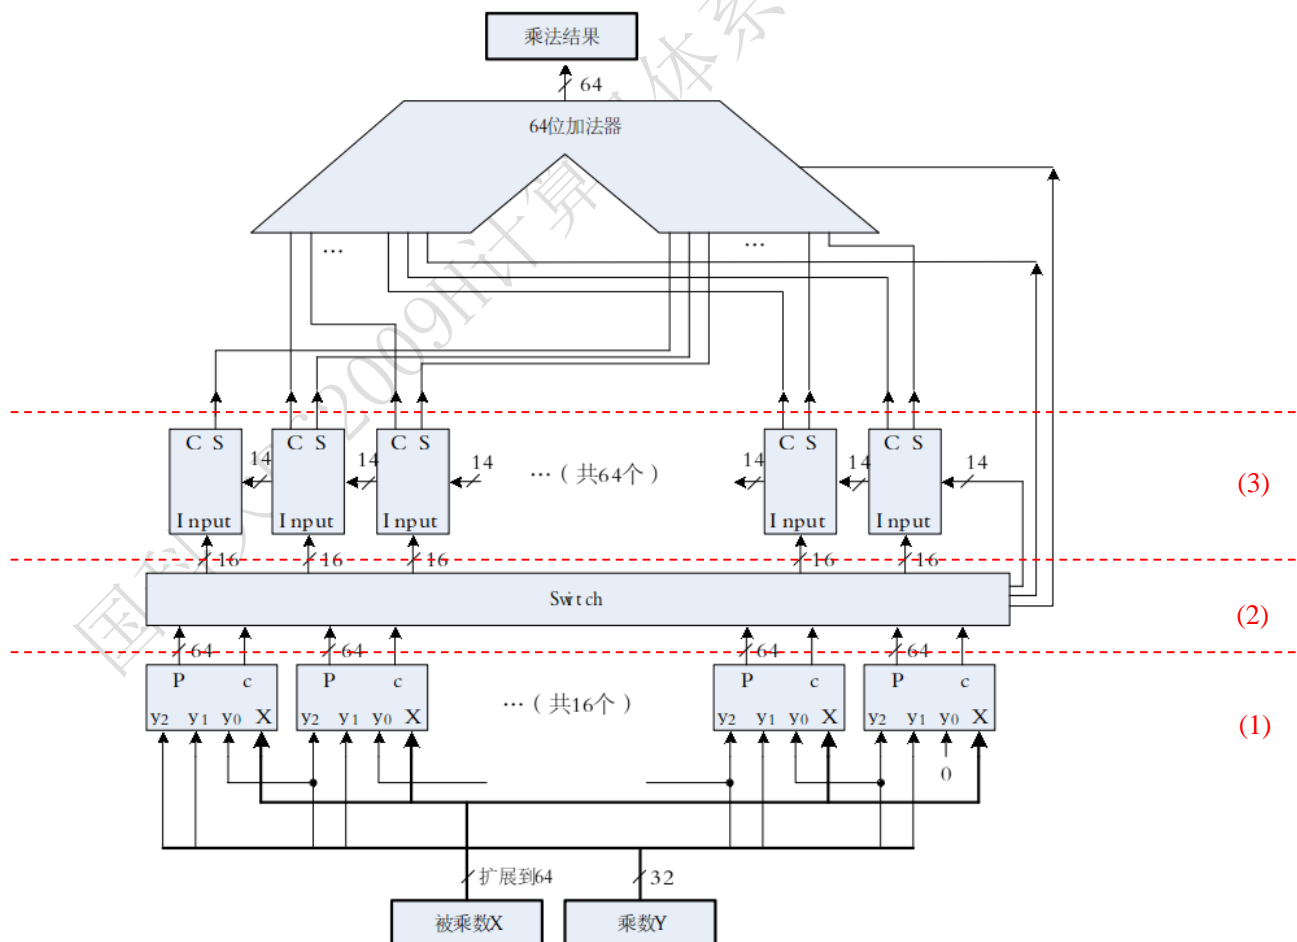 乘法结果
64
64位加法器
... ...
C S C S C S C S C S
14 14 14 ...(共64个) 14 14 14
(3)
Input Input Input Input Input
16 16 16 16 16
Switch
(2)
64 64 64 64
P c P c P c P c
...(共16个)
y2 y1 y0 X y2 y1 y0 X y2 y1 y0 X y2 y1 y0 X
(1)
0
扩展到64 32
被乘数X 乘数Y